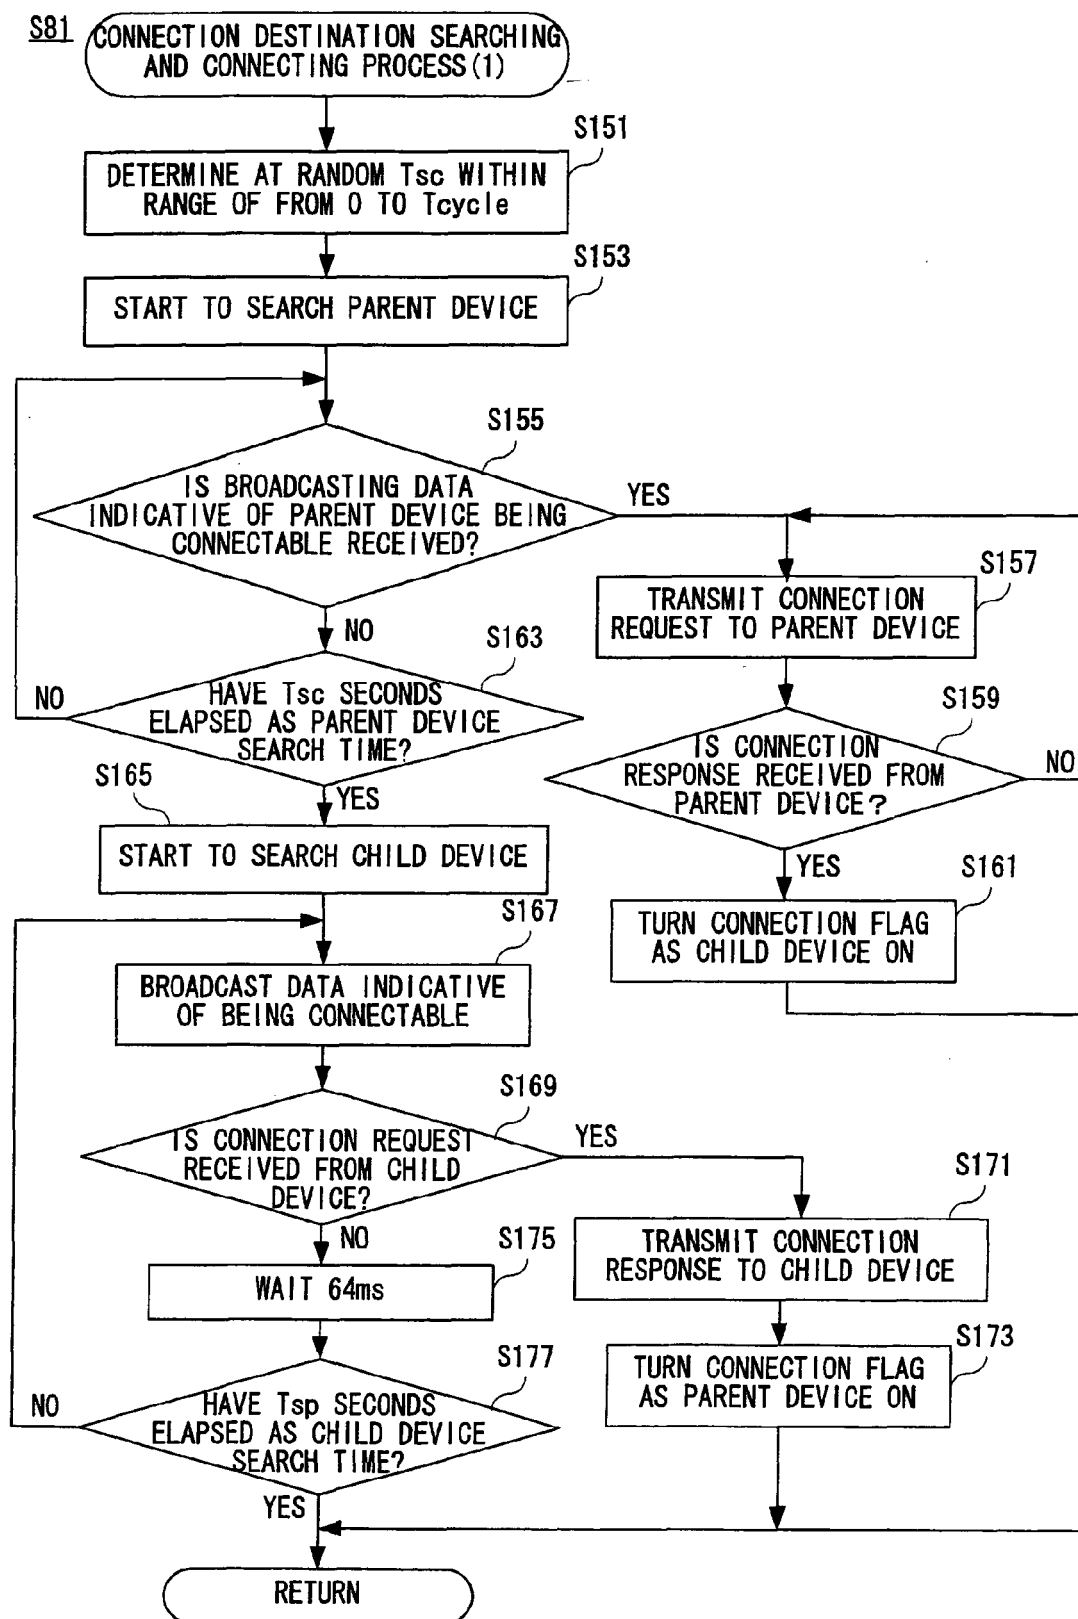 S81
CONNECTION DESTINATION SEARCHING
AND CONNECTING PROCESS(1)
S151
DETERMINE AT RANDOM Tsc WITHIN
RANGE OF FROM 0 TO Tcycle
S153
START TO SEARCH PARENT DEVICE
S155
IS BROADCASTING DATA
INDICATIVE OF PARENT DEVICE BEING
CONNECTABLE RECEIVED?
YES
S157
TRANSMIT CONNECTION
REQUEST TO PARENT DEVICE
NO
S163
HAVE Tsc SECONDS
ELAPSED AS PARENT DEVICE
SEARCH TIME?
NO
S159
IS CONNECTION
RESPONSE RECEIVED FROM
PARENT DEVICE?
NO
S165
YES
START TO SEARCH CHILD DEVICE
YES
S161
TURN CONNECTION FLAG
AS CHILD DEVICE ON
S167
BROADCAST DATA INDICATIVE
OF BEING CONNECTABLE
S169
IS CONNECTION REQUEST
RECEIVED FROM CHILD
DEVICE?
YES
S171
TRANSMIT CONNECTION
RESPONSE TO CHILD DEVICE
NO
S175
WAIT 64ms
S173
TURN CONNECTION FLAG
AS PARENT DEVICE ON
S177
HAVE Tsp SECONDS
ELAPSED AS CHILD DEVICE
SEARCH TIME?
NO
YES
RETURN